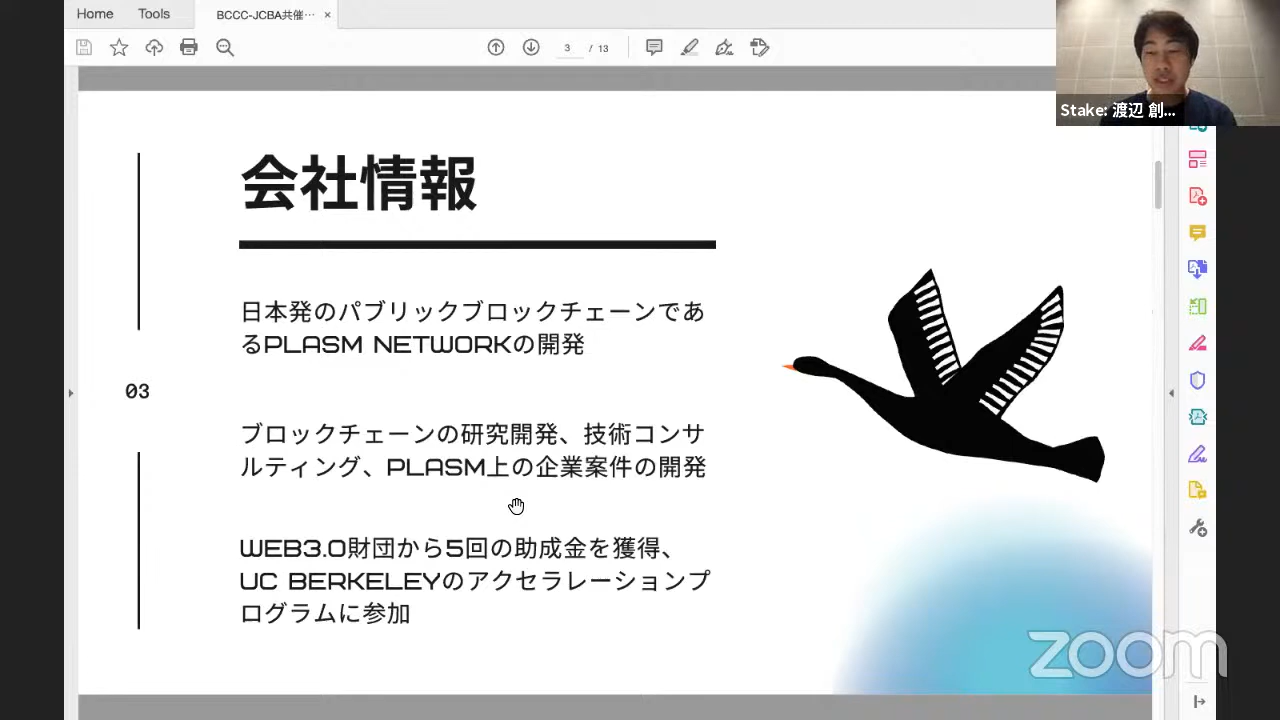 Home
Tools
BCCC-JCBA共催…
×
3 / 13
Stake: 渡辺 創...
会社情報
日本発のパブリックブロックチェーンであ
るPLASM NETWORKの開発
03
ブロックチェーンの研究開発、技術コンサ
ルティング、PLASM上の企業案件の開発
WEB3.0財団から5回の助成金を獲得、
UC BERKELEYのアクセラレーションプ
ログラムに参加
zoom